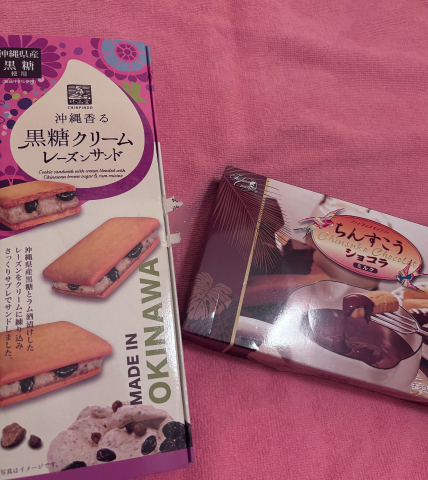 沖縄県産
黒糖
使用
CHINPINDO
沖縄香る
黒糖クリーム
レーズンサンド
Cookie sandwich with cream blended with
Okinawan brown sugar & rum raisins
沖縄県産黒糖とラム酒漬けした
レーズンをクリームに練り込み
さっくりサブレでサンドしました。
MADE IN
OKINAWA
写真はイメージです。
ちんすこう
ショコラ
ミルク